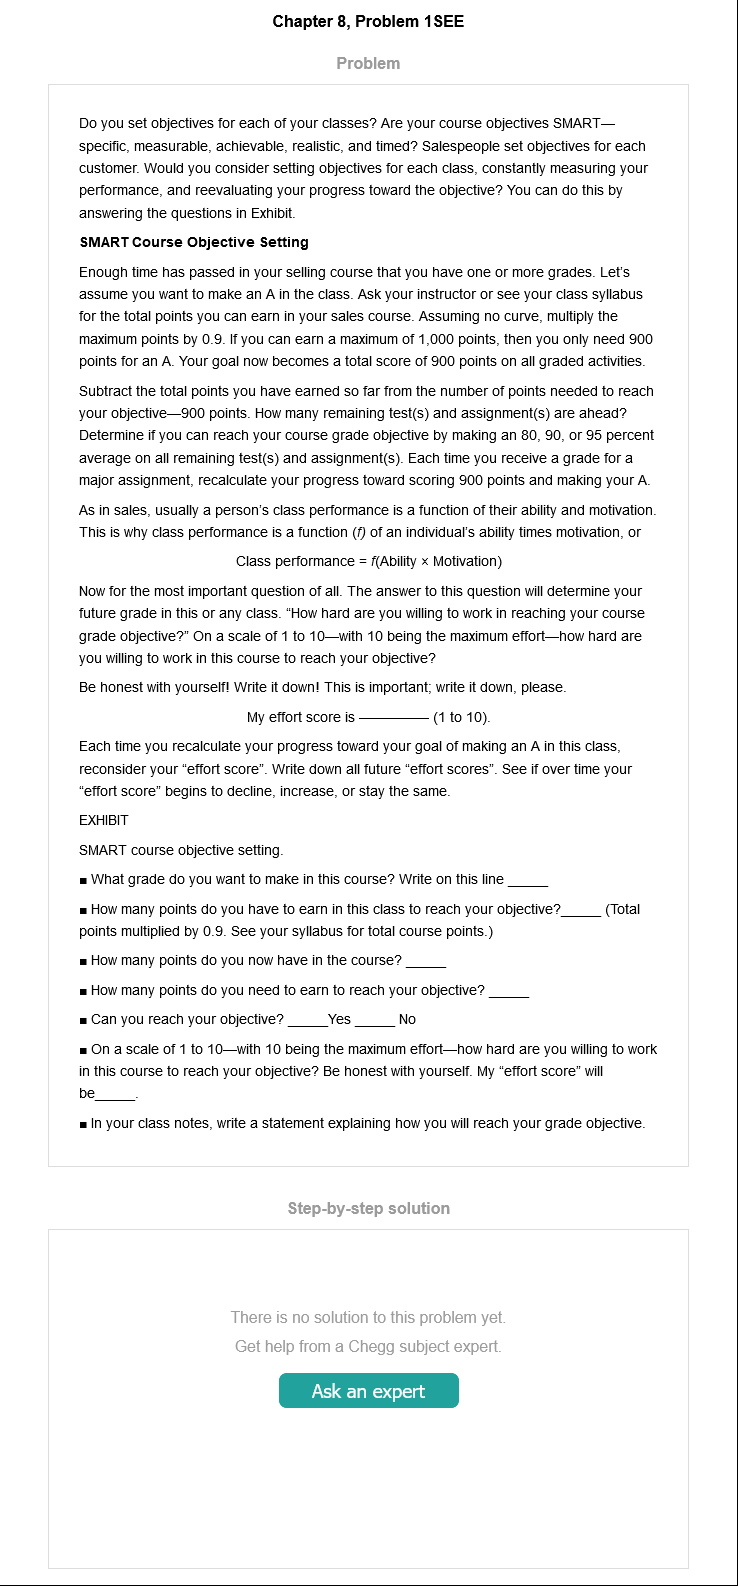 Chapter 8, Problem 1SEE
Problem
Do you set objectives for each of your classes? Are your course objectives SMART—
specific, measurable, achievable, realistic, and timed? Salespeople set objectives for each
customer. Would you consider setting objectives for each class, constantly measuring your
performance, and reevaluating your progress toward the objective? You can do this by
answering the questions in Exhibit.
SMART Course Objective Setting
Enough time has passed in your selling course that you have one or more grades. Let’s
assume you want to make an A in the class. Ask your instructor or see your class syllabus
for the total points you can earn in your sales course. Assuming no curve, multiply the
maximum points by 0.9. If you can earn a maximum of 1,000 points, then you only need 900
points for an A. Your goal now becomes a total score of 900 points on all graded activities.
Subtract the total points you have earned so far from the number of points needed to reach
your objective—900 points. How many remaining test(s) and assignment(s) are ahead?
Determine if you can reach your course grade objective by making an 80, 90, or 95 percent
average on all remaining test(s) and assignment(s). Each time you receive a grade for a
major assignment, recalculate your progress toward scoring 900 points and making your A.
As in sales, usually a person’s class performance is a function of their ability and motivation.
This is why class performance is a function (f) of an individual’s ability times motivation, or
Class performance = f(Ability × Motivation)
Now for the most important question of all. The answer to this question will determine your
future grade in this or any class. “How hard are you willing to work in reaching your course
grade objective?” On a scale of 1 to 10—with 10 being the maximum effort—how hard are
you willing to work in this course to reach your objective?
Be honest with yourself! Write it down! This is important; write it down, please.
My effort score is ————— (1 to 10).
Each time you recalculate your progress toward your goal of making an A in this class,
reconsider your “effort score”. Write down all future “effort scores”. See if over time your
“effort score” begins to decline, increase, or stay the same.
EXHIBIT
SMART course objective setting.
■ What grade do you want to make in this course? Write on this line _____
■ How many points do you have to earn in this class to reach your objective?_____ (Total
points multiplied by 0.9. See your syllabus for total course points.)
■ How many points do you now have in the course? _____
■ How many points do you need to earn to reach your objective? _____
■ Can you reach your objective? _____Yes _____ No
■ On a scale of 1 to 10—with 10 being the maximum effort—how hard are you willing to work
in this course to reach your objective? Be honest with yourself. My “effort score” will
be_____.
■ In your class notes, write a statement explaining how you will reach your grade objective.
Step-by-step solution
There is no solution to this problem yet.
Get help from a Chegg subject expert.
Ask an expert